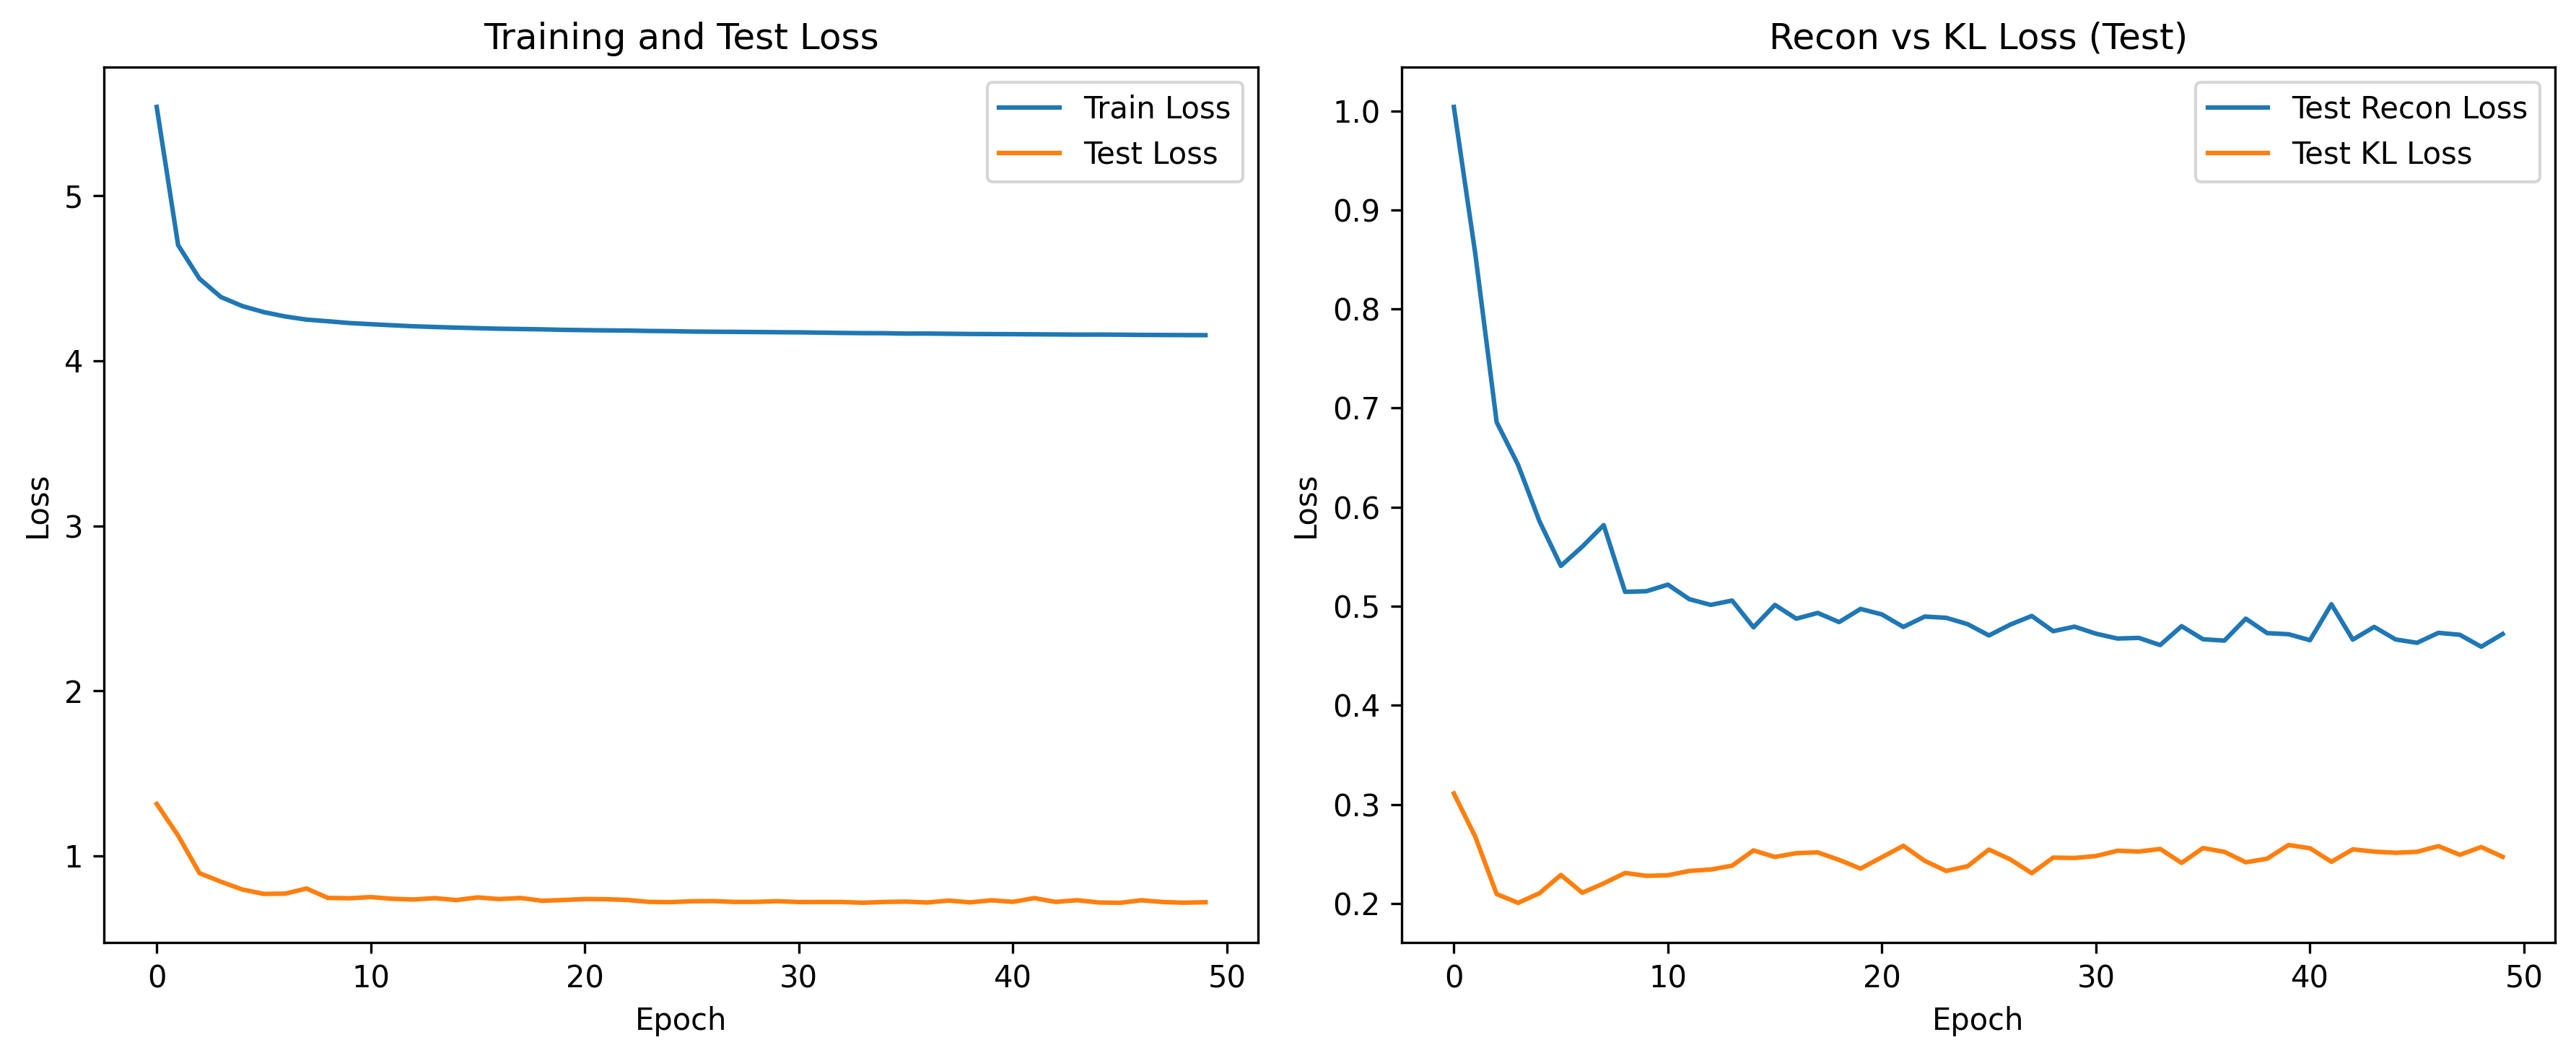 Training and Test Loss
Train Loss
Test Loss
5
4
3
2
1
Loss
0 10 20 30 40 50
Epoch
Recon vs KL Loss (Test)
Test Recon Loss
Test KL Loss
1.0
0.9
0.8
0.7
0.6
0.5
0.4
0.3
0.2
Loss
0 10 20 30 40 50
Epoch